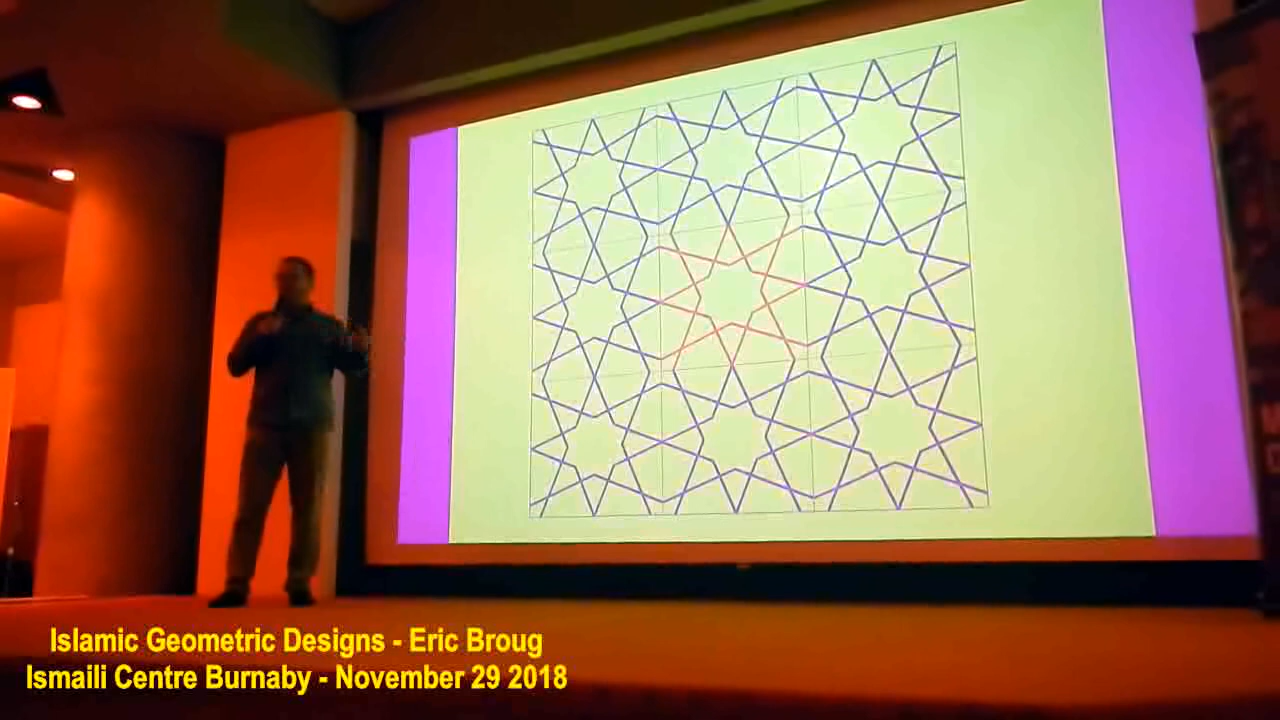 Islamic Geometric Designs - Eric Broug
Ismaili Centre Burnaby - November 29 2018